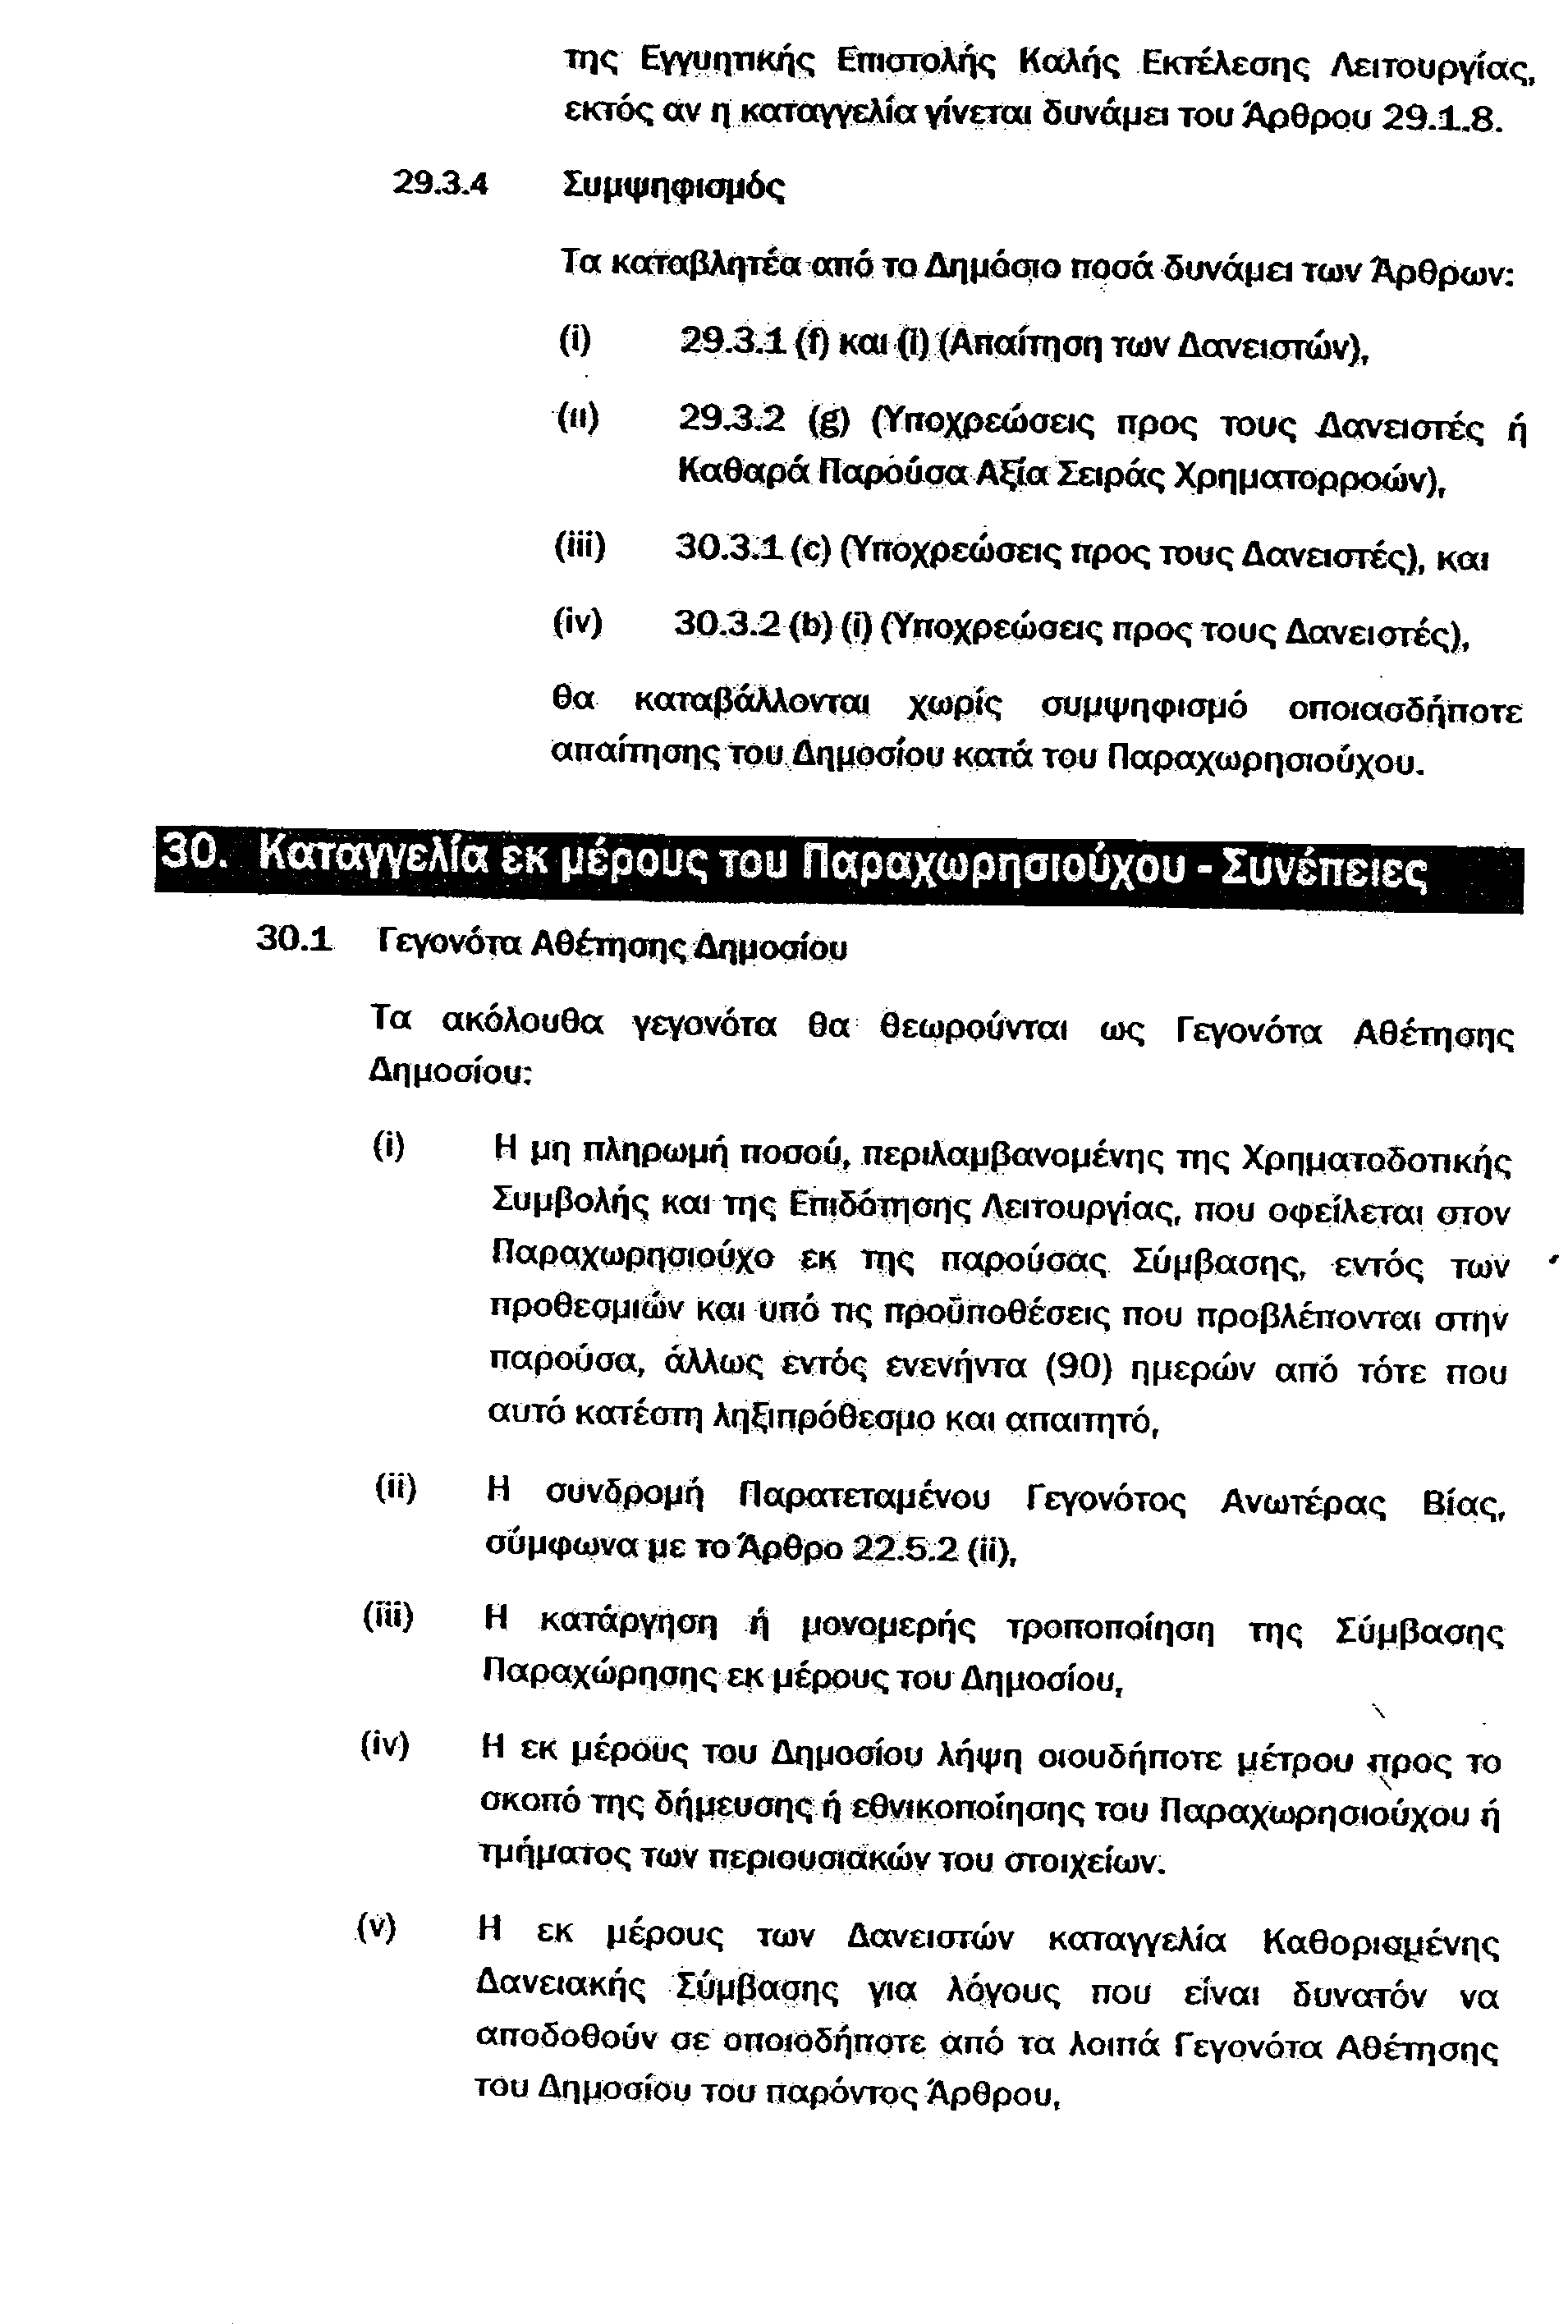 της Εγγυητικής Επιστολής Καλής Εκτέλεσης Λειτουργίας,
εκτός αν η καταγγελία γίνεται δυνάμει του Άρθρου 29.1.8.
29.3.4 Συμψηφισμός
Τα καταβλητέα από το Δημόσιο ποσά δυνάμει των Άρθρων:
(i) 29.3.1 (f) και (i) (Απαίτηση των Δανειστών),
(ii) 29.3.2 (g) (Υποχρεώσεις προς τους Δανειστές ή
Καθαρά Παρούσα Αξία Σειράς Χρηματορροών),
(iii) 30.3.1 (c) (Υποχρεώσεις προς τους Δανειστές), και
(iv) 30.3.2 (b) (i) (Υποχρεώσεις προς τους Δανειστές),
θα καταβάλλονται χωρίς συμψηφισμό οποιασδήποτε
απαίτησης του Δημοσίου κατά του Παραχωρησιούχου.
30. Καταγγελία εκ μέρους του Παραχωρησιούχου - Συνέπειες
30.1 Γεγονότα Αθέτησης Δημοσίου
Τα ακόλουθα γεγονότα θα θεωρούνται ως Γεγονότα Αθέτησης
Δημοσίου:
(i) Η μη πληρωμή ποσού, περιλαμβανομένης της Χρηματοδοτικής
Συμβολής και της Επιδότησης Λειτουργίας, που οφείλεται στον
Παραχωρησιούχο εκ της παρούσας Σύμβασης, εντός των
προθεσμιών και υπό τις προϋποθέσεις που προβλέπονται στην
παρούσα, άλλως εντός ενενήντα (90) ημερών από τότε που
αυτό κατέστη ληξιπρόθεσμο και απαιτητό,
(ii) Η συνδρομή Παρατεταμένου Γεγονότος Ανωτέρας Βίας,
σύμφωνα με το Άρθρο 22.5.2 (ii),
(iii) Η κατάργηση ή μονομερής τροποποίηση της Σύμβασης
Παραχώρησης εκ μέρους του Δημοσίου,
(iv) Η εκ μέρους του Δημοσίου λήψη οιουδήποτε μέτρου προς το
σκοπό της δήμευσης ή εθνικοποίησης του Παραχωρησιούχου ή
τμήματος των περιουσιακών του στοιχείων.
(v) Η εκ μέρους των Δανειστών καταγγελία Καθορισμένης
Δανειακής Σύμβασης για λόγους που είναι δυνατόν να
αποδοθούν σε οποιοδήποτε από τα λοιπά Γεγονότα Αθέτησης
του Δημοσίου του παρόντος Άρθρου,